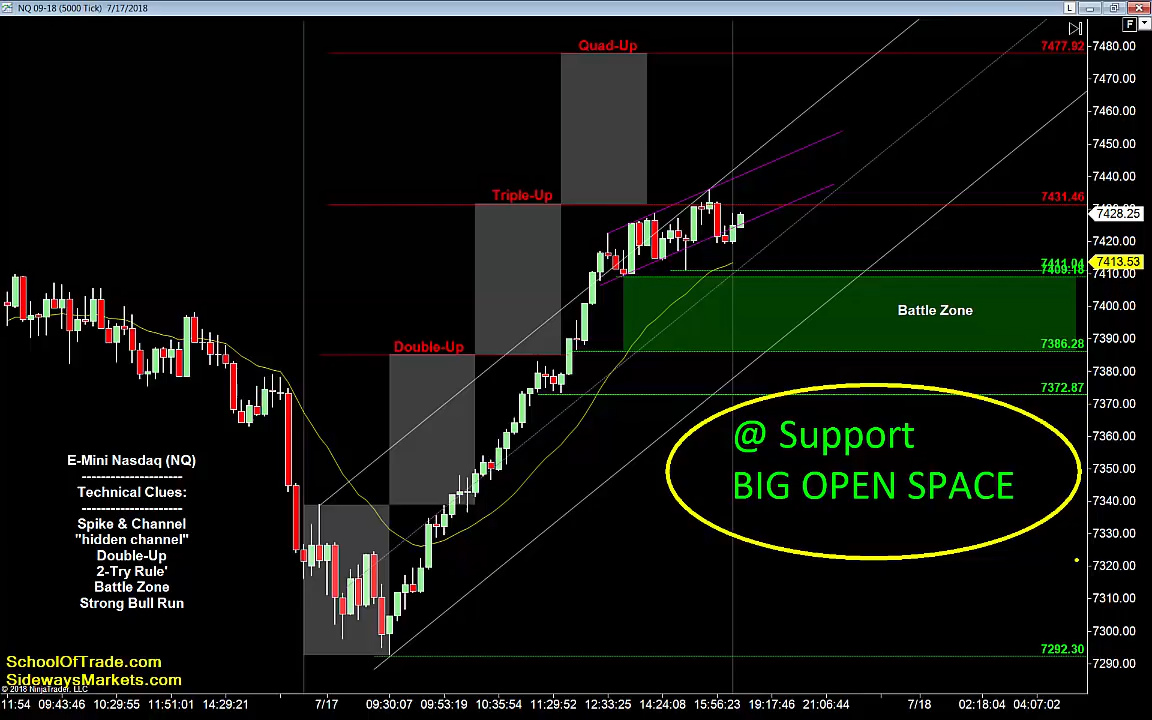 NQ 09-18 (5000 Tick) 7/17/2018
L
F
Quad-Up
7477.92
7480.00
7470.00
7460.00
7450.00
7440.00
Triple-Up
7431.46
7428.25
7420.00
7411.04
7413.53
7409.18
7410.00
Battle Zone
7400.00
7390.00
Double-Up
7386.28
7380.00
7372.87
7370.00
7360.00
@ Support
BIG OPEN SPACE
7350.00
7340.00
7330.00
7320.00
7310.00
7300.00
7292.30
7290.00
E-Mini Nasdaq (NQ)
---------------------
Technical Clues:
---------------------
Spike & Channel
"hidden channel"
Double-Up
2-Try Rule'
Battle Zone
Strong Bull Run
SchoolOfTrade.com
SidewaysMarkets.com
© 2018 NinjaTrader, LLC
11:54 09:43:46 10:29:55 11:51:01 14:29:21 7/17 09:30:07 09:53:19 10:35:54 11:29:52 12:33:25 14:24:08 15:56:23 19:17:46 21:06:44 7/18 02:18:04 04:07:02